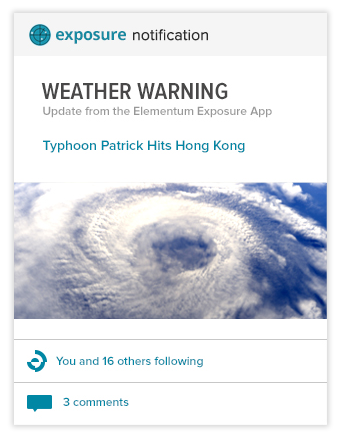 exposure notification
WEATHER WARNING
Update from the Elementum Exposure App
Typhoon Patrick Hits Hong Kong
You and 16 others following
3 comments